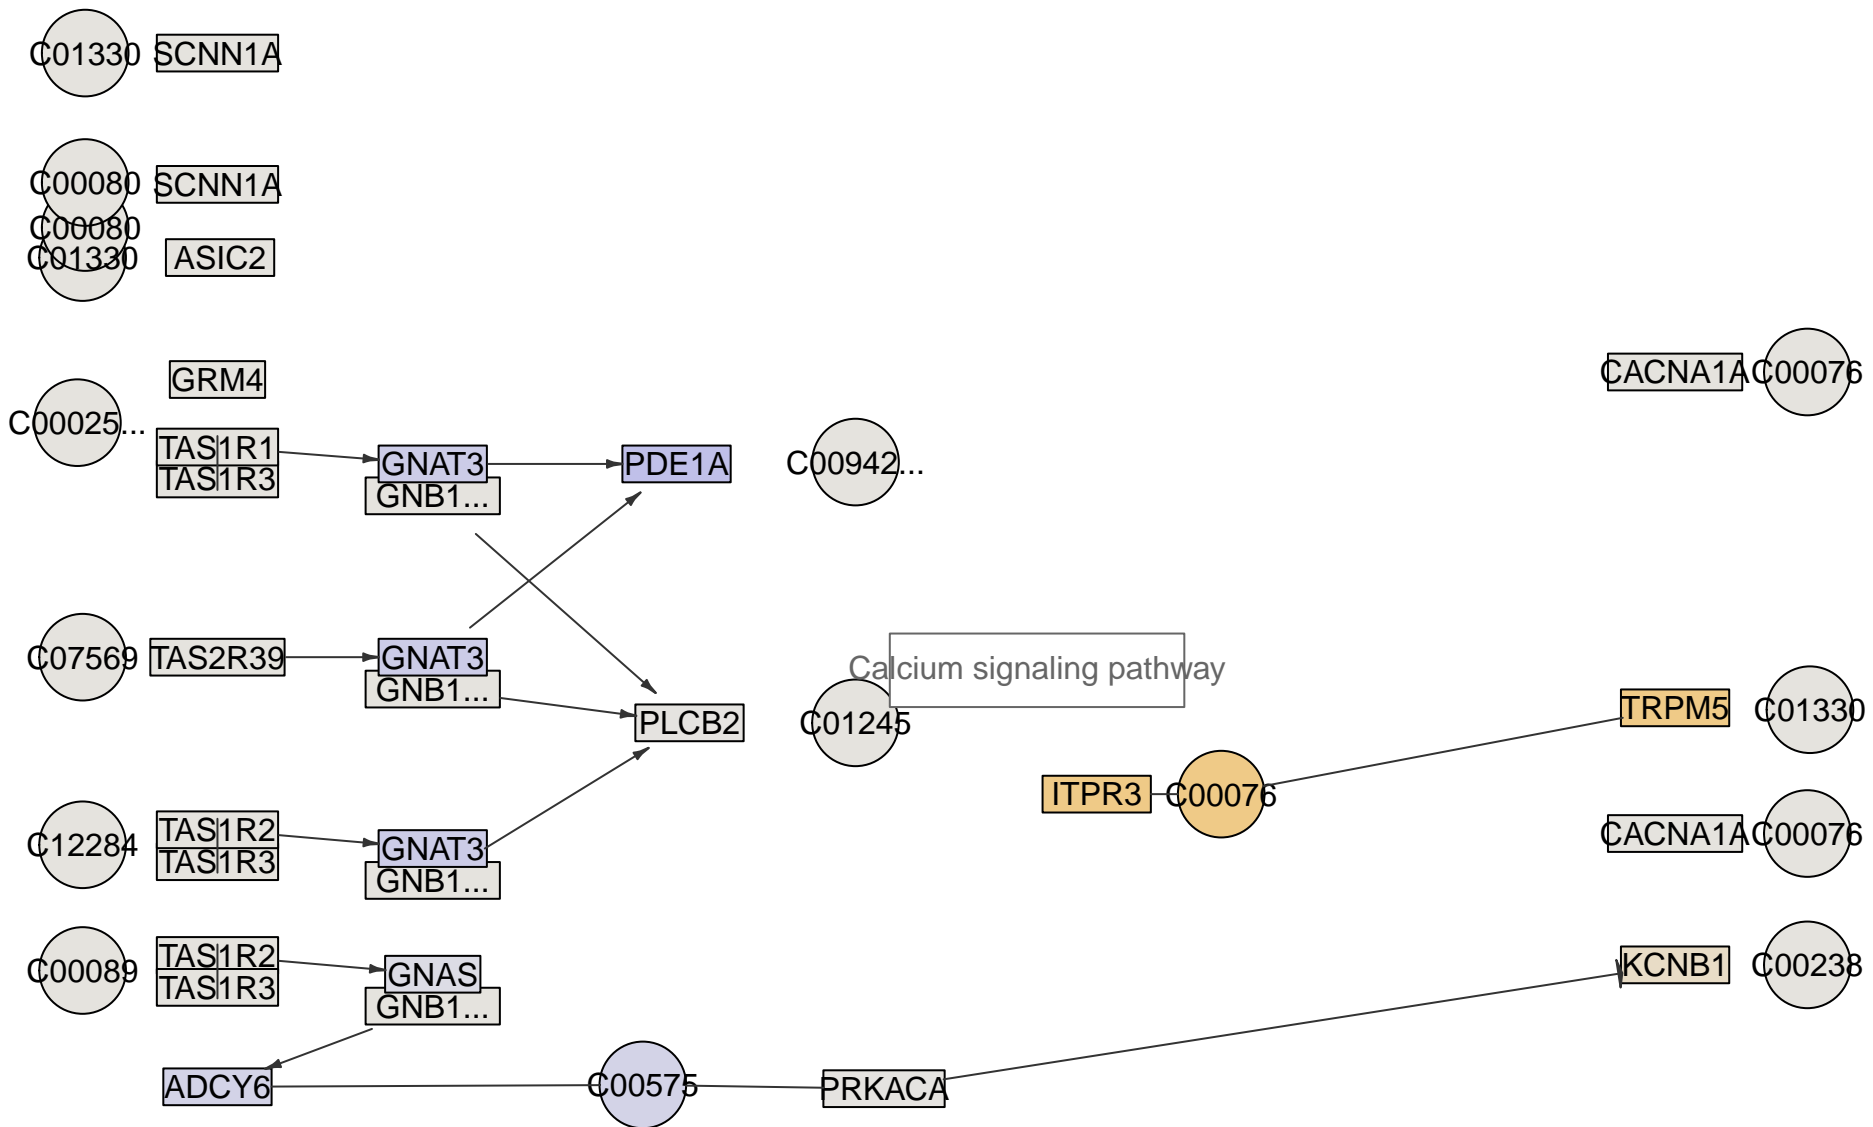 C01330 SCNN1A
C00080 SCNN1A
C00080
C01330 ASIC2
GRM4
CACNA1A C00076
C00025...
TAS1R1
TAS1R3
GNAT3
GNB1...
PDE1A
C00942...
C07569 TAS2R39
GNAT3
GNB1...
Calcium signaling pathway
PLCB2
C01245
TRPM5 C01330
ITPR3 C00076
C12284
TAS1R2
TAS1R3
GNAT3
GNB1...
CACNA1A C00076
C00089
TAS1R2
TAS1R3
GNAS
GNB1...
KCNB1 C00238
ADCY6 C00575 PRKACA